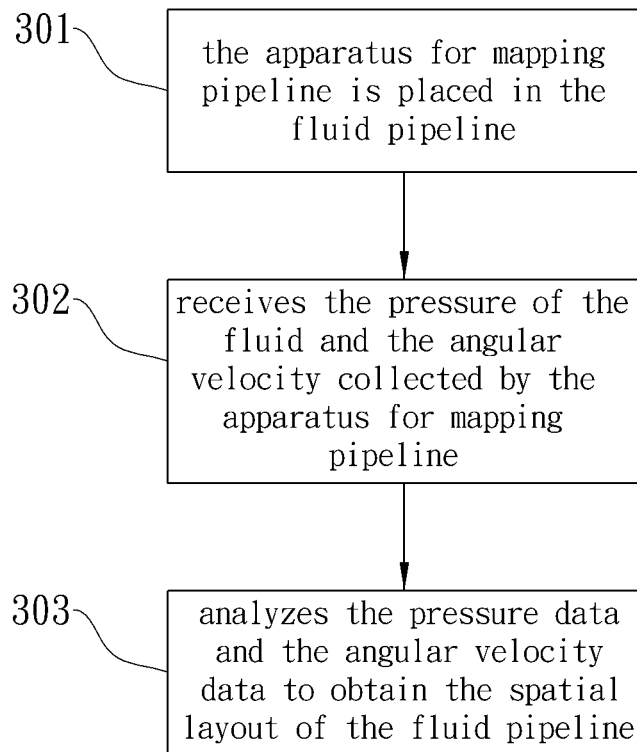 301
the apparatus for mapping
pipeline is placed in the
fluid pipeline
302
receives the pressure of the
fluid and the angular
velocity collected by the
apparatus for mapping
pipeline
303
analyzes the pressure data
and the angular velocity
data to obtain the spatial
layout of the fluid pipeline